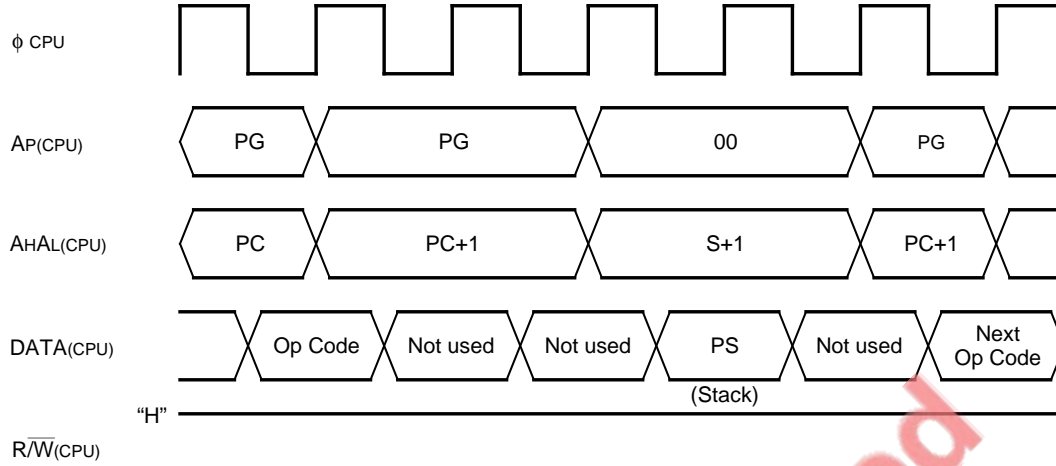 ϕ CPU
AP(CPU) PG PG 00 PG
AHAL(CPU) PC PC+1 S+1 PC+1
DATA(CPU) Op Code Not used Not used PS Not used Next Op Code
(Stack)
“H”
R/W(CPU)